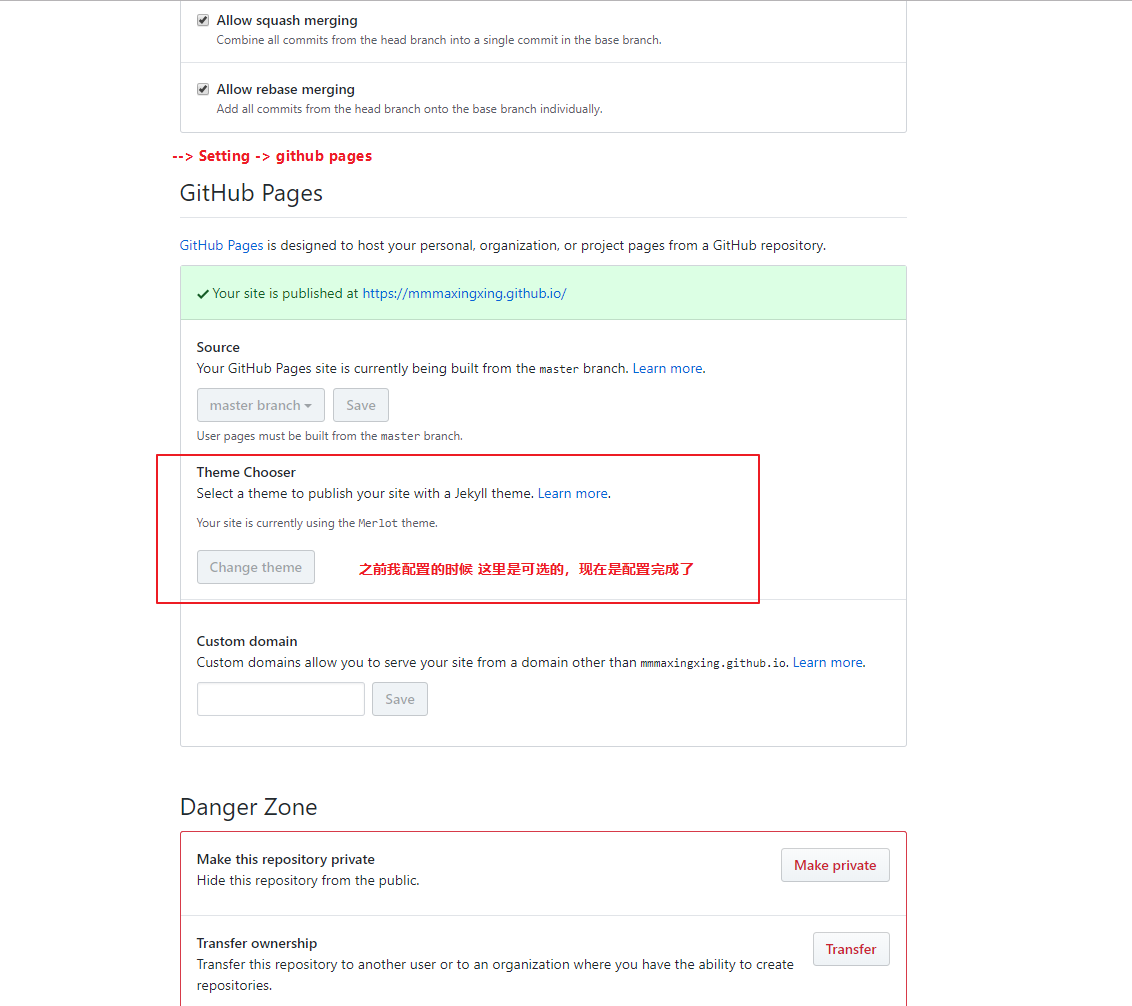 Allow squash merging
Combine all commits from the head branch into a single commit in the base branch.
Allow rebase merging
Add all commits from the head branch onto the base branch individually.
--> Setting -> github pages
GitHub Pages
GitHub Pages is designed to host your personal, organization, or project pages from a GitHub repository.
Your site is published at https://mmmaxingxing.github.io/
Source
Your GitHub Pages site is currently being built from the master branch. Learn more.
master branch Save
User pages must be built from the master branch.
Theme Chooser
Select a theme to publish your site with a Jekyll theme. Learn more.
Your site is currently using the Merlot theme.
Change theme 之前我配置的时候 这里是可选的，现在是配置完成了
Custom domain
Custom domains allow you to serve your site from a domain other than mmmaxingxing.github.io. Learn more.
Save
Danger Zone
Make this repository private
Hide this repository from the public.
Make private
Transfer ownership
Transfer this repository to another user or to an organization where you have the ability to create
repositories.
Transfer